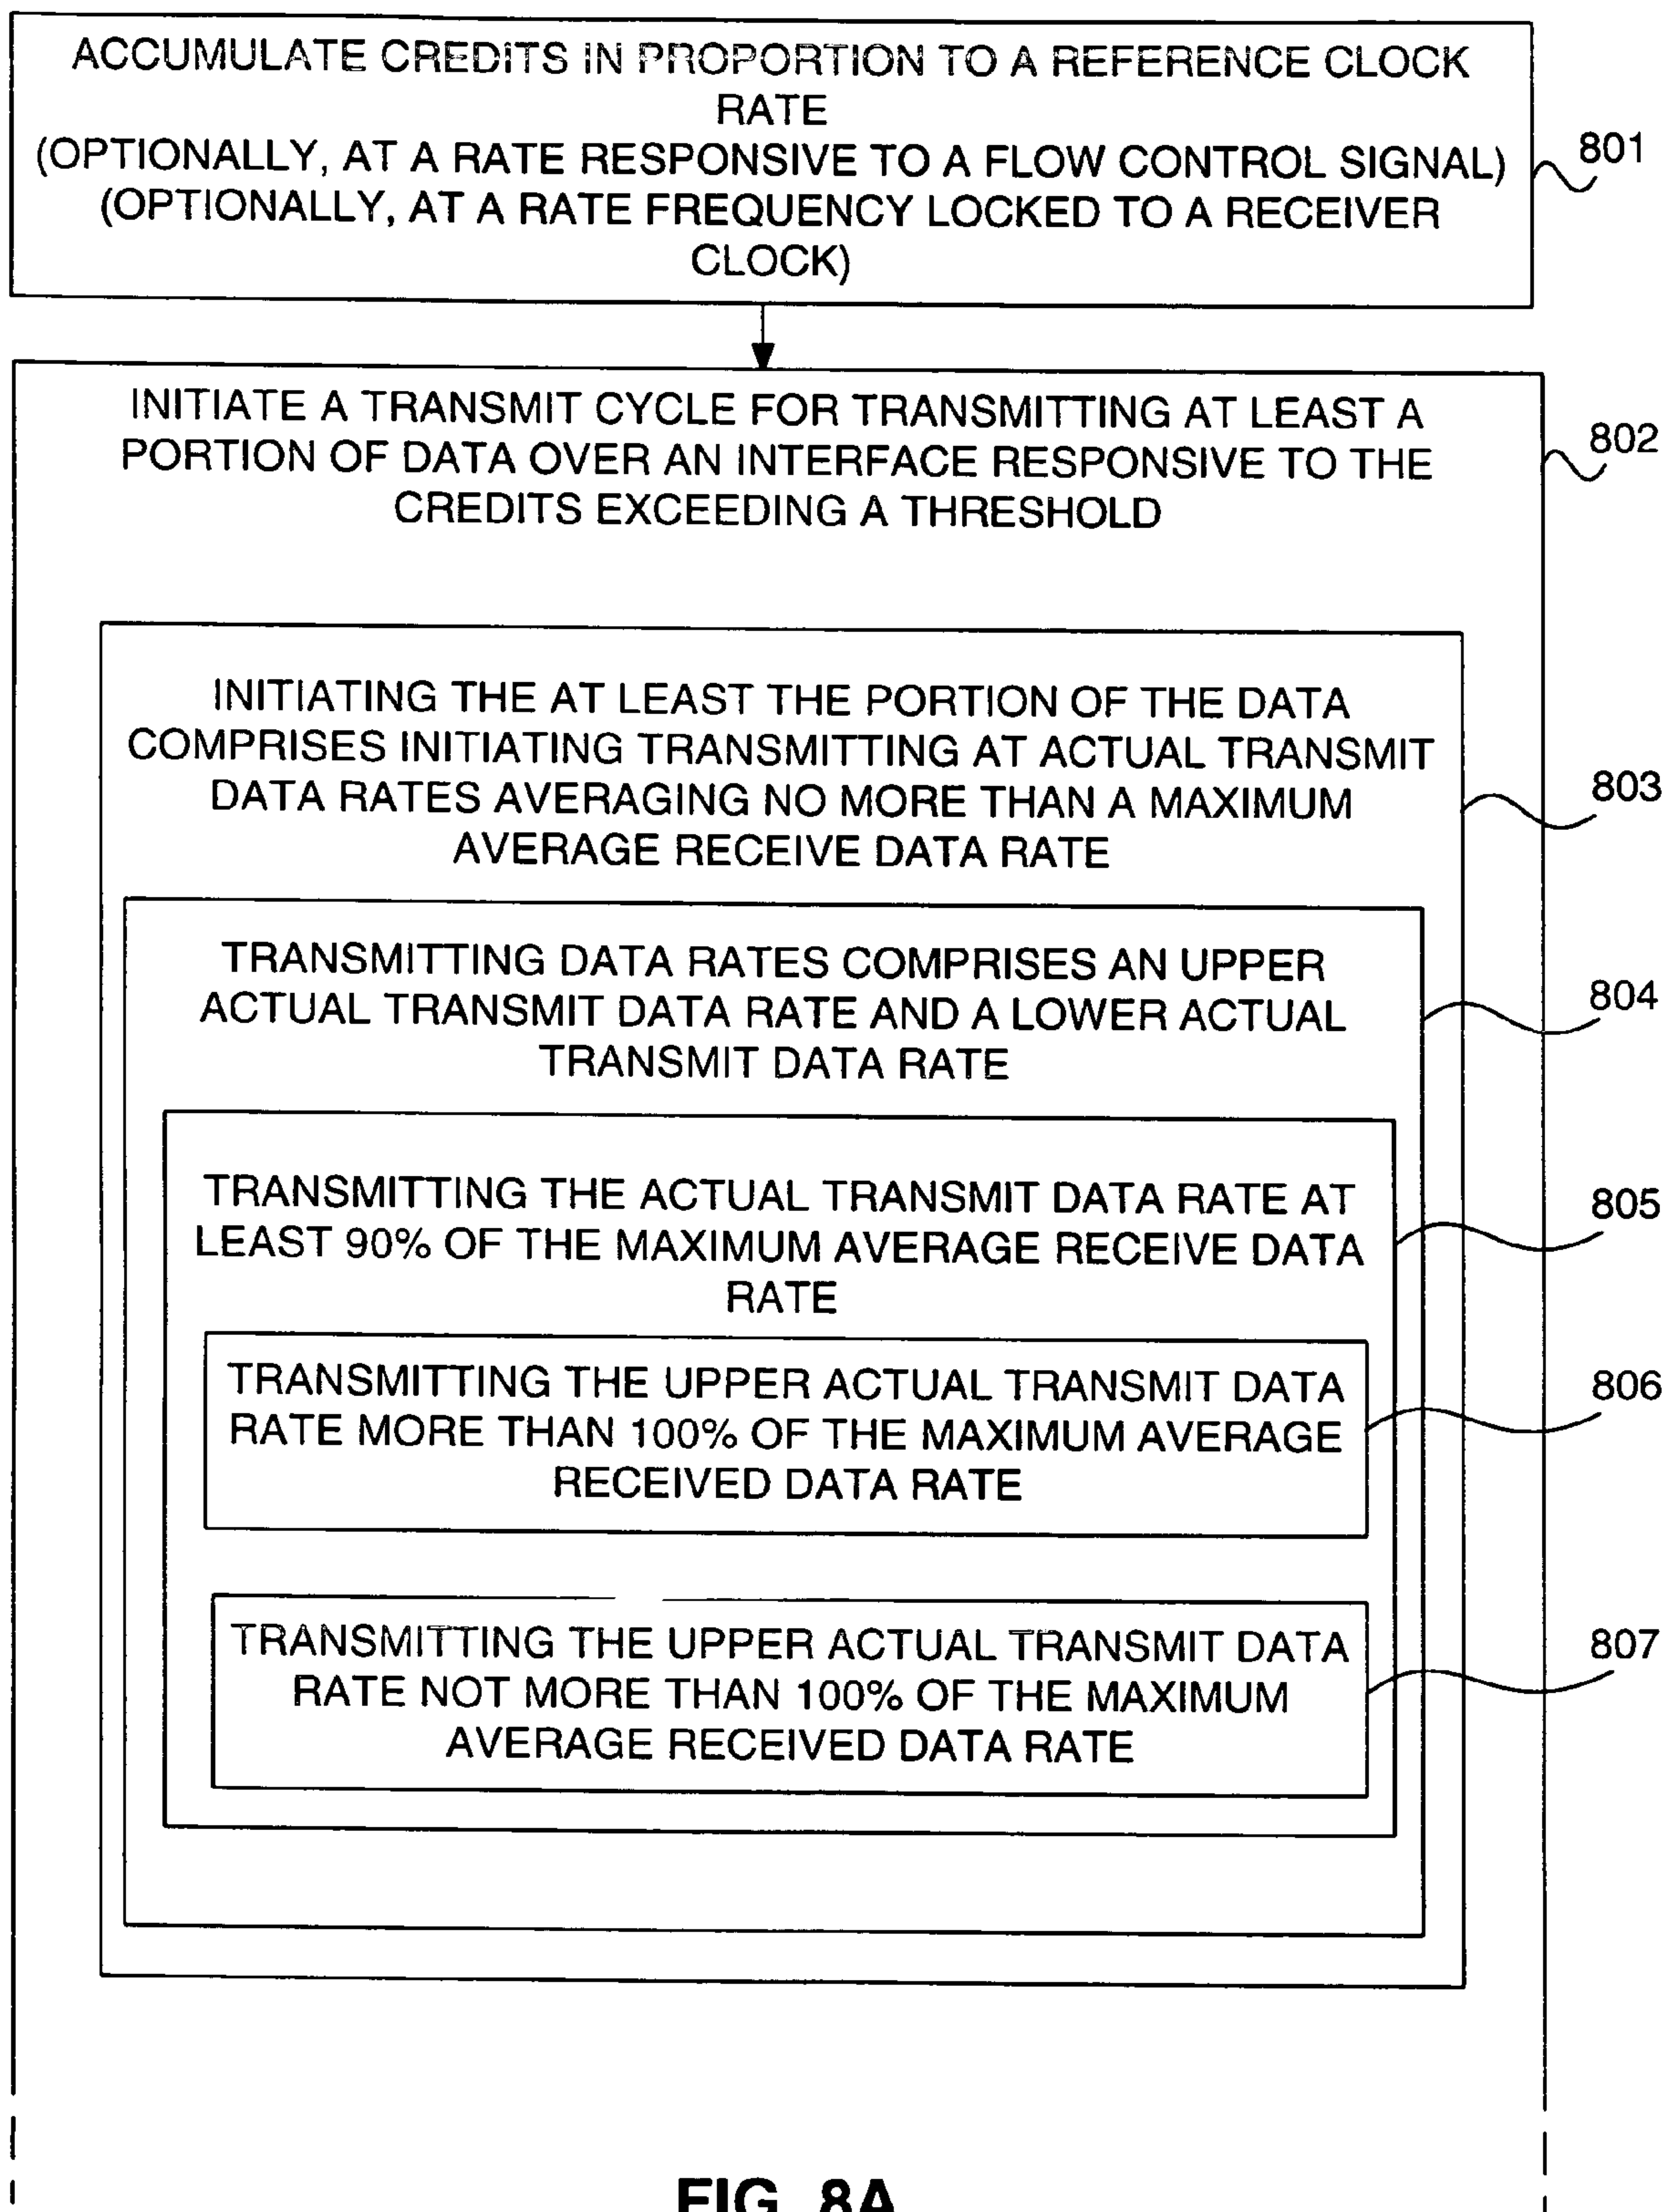 ACCUMULATE CREDITS IN PROPORTION TO A REFERENCE CLOCK
RATE
(OPTIONALLY, AT A RATE RESPONSIVE TO A FLOW CONTROL SIGNAL)
(OPTIONALLY, AT A RATE FREQUENCY LOCKED TO A RECEIVER
CLOCK)
801
INITIATE A TRANSMIT CYCLE FOR TRANSMITTING AT LEAST A
PORTION OF DATA OVER AN INTERFACE RESPONSIVE TO THE
CREDITS EXCEEDING A THRESHOLD
802
INITIATING THE AT LEAST THE PORTION OF THE DATA
COMPRISES INITIATING TRANSMITTING AT ACTUAL TRANSMIT
DATA RATES AVERAGING NO MORE THAN A MAXIMUM
AVERAGE RECEIVE DATA RATE
803
TRANSMITTING DATA RATES COMPRISES AN UPPER
ACTUAL TRANSMIT DATA RATE AND A LOWER ACTUAL
TRANSMIT DATA RATE
804
TRANSMITTING THE ACTUAL TRANSMIT DATA RATE AT
LEAST 90% OF THE MAXIMUM AVERAGE RECEIVE DATA
RATE
805
TRANSMITTING THE UPPER ACTUAL TRANSMIT DATA
RATE MORE THAN 100% OF THE MAXIMUM AVERAGE
RECEIVED DATA RATE
806
TRANSMITTING THE UPPER ACTUAL TRANSMIT DATA
RATE NOT MORE THAN 100% OF THE MAXIMUM
AVERAGE RECEIVED DATA RATE
807
FIG. 8A